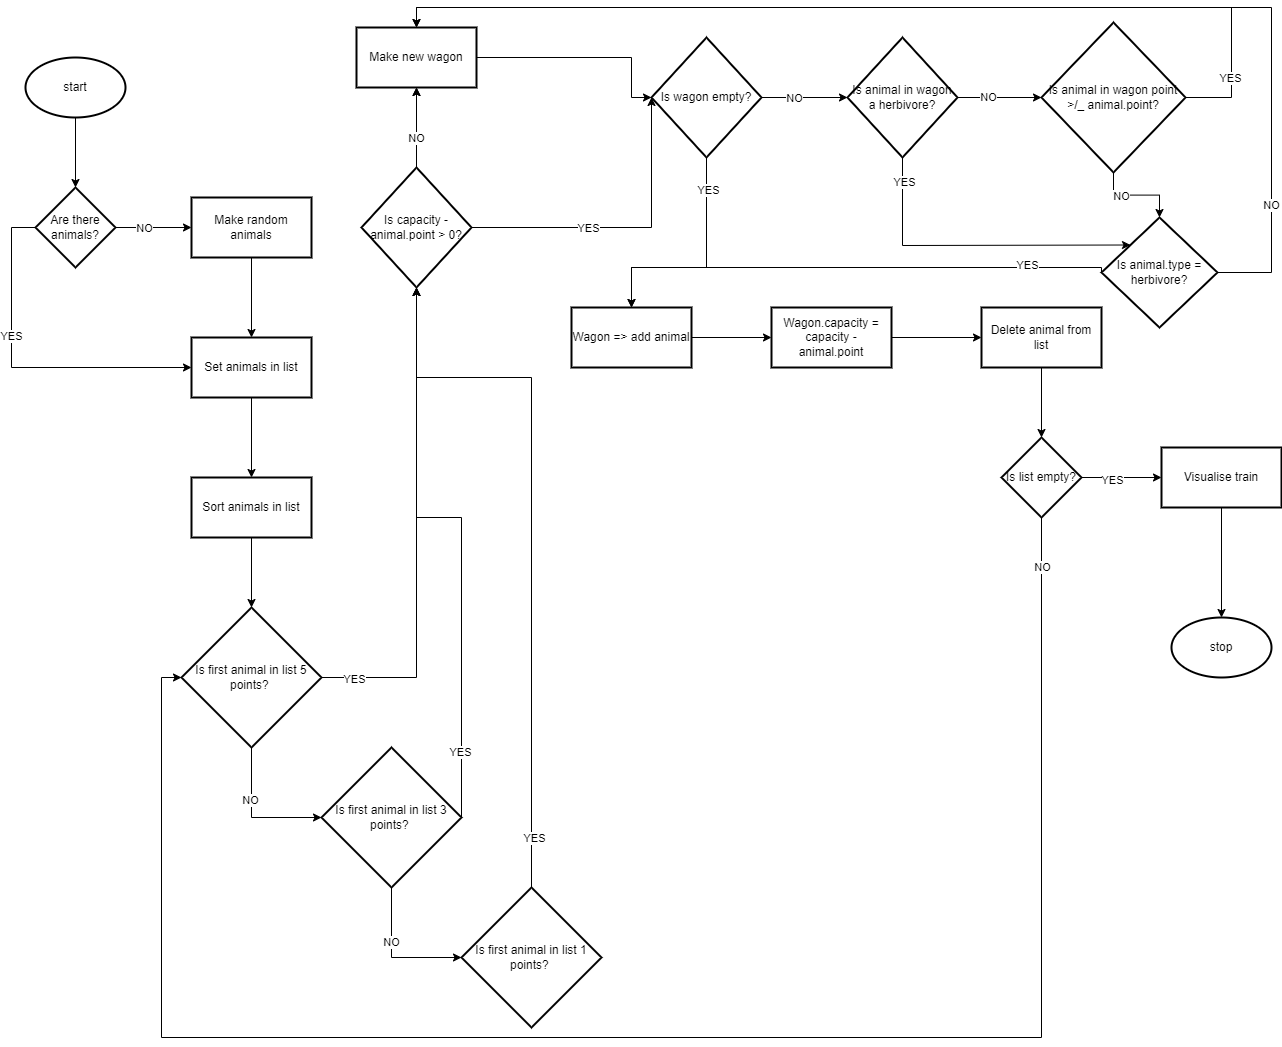 start
Are there
animals?
NO
YES
Make random
animals
Set animals in list
Sort animals in list
Is first animal in list 5
points?
YES
NO
Is first animal in list 3
points?
YES
NO
Is first animal in list 1
points?
YES
Is capacity -
animal.point > 0?
NO
YES
Make new wagon
Is wagon empty?
NO
YES
Is animal in wagon
a herbivore?
NO
YES
Is animal in wagon point
>/_ animal.point?
YES
NO
Is animal.type =
herbivore?
NO
YES
Wagon => add animal
Wagon.capacity =
capacity -
animal.point
Delete animal from
list
Is list empty?
YES
NO
Visualise train
stop